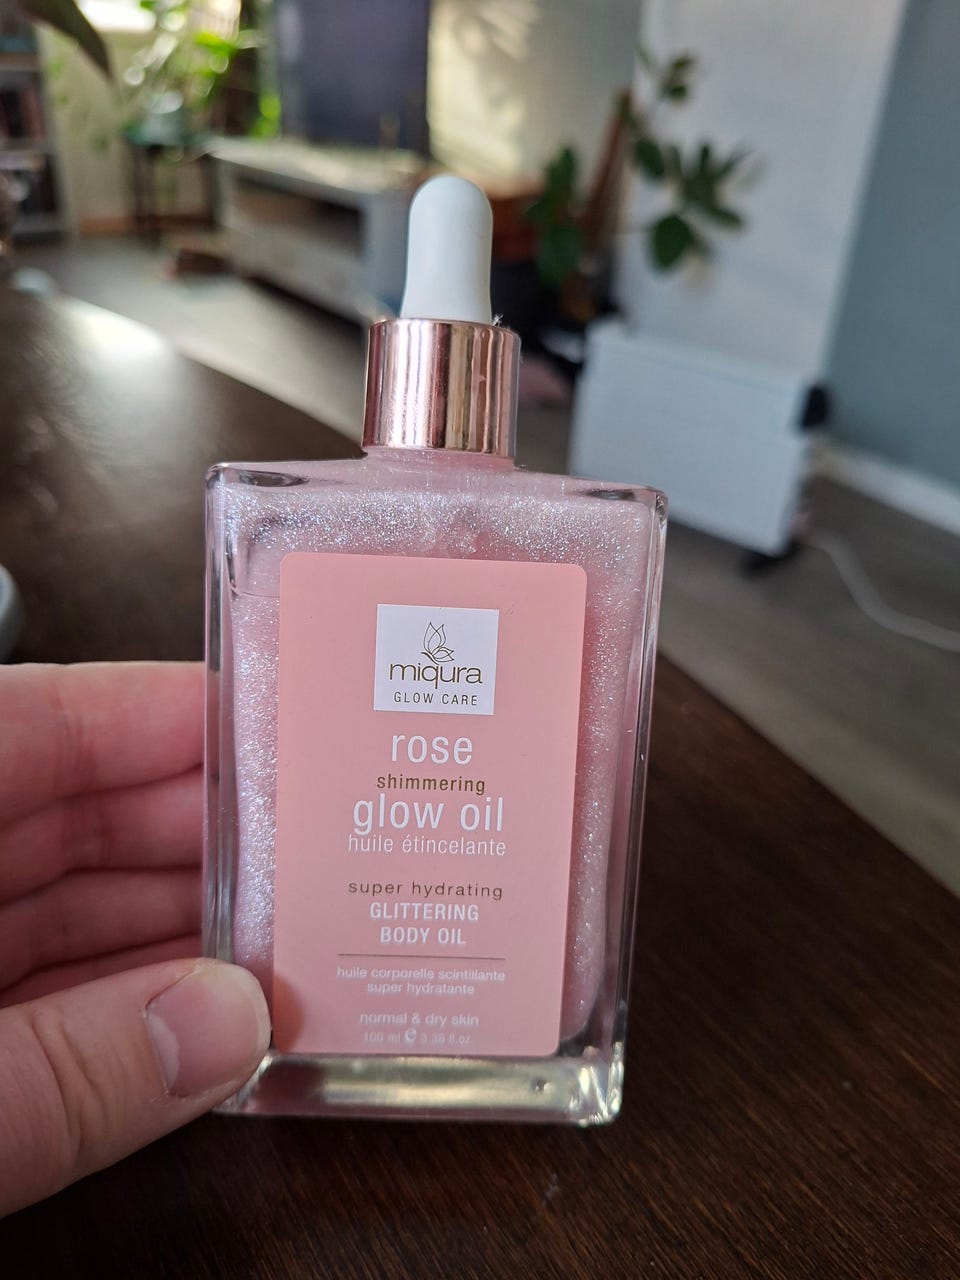 miqura
GLOW CARE
rose
shimmering
glow oil
huile étincelante
super hydrating
GLITTERING
BODY OIL
huile corporelle scintillante
super hydratante
normal & dry skin
100 ml ℮ 3.38 fl.oz.